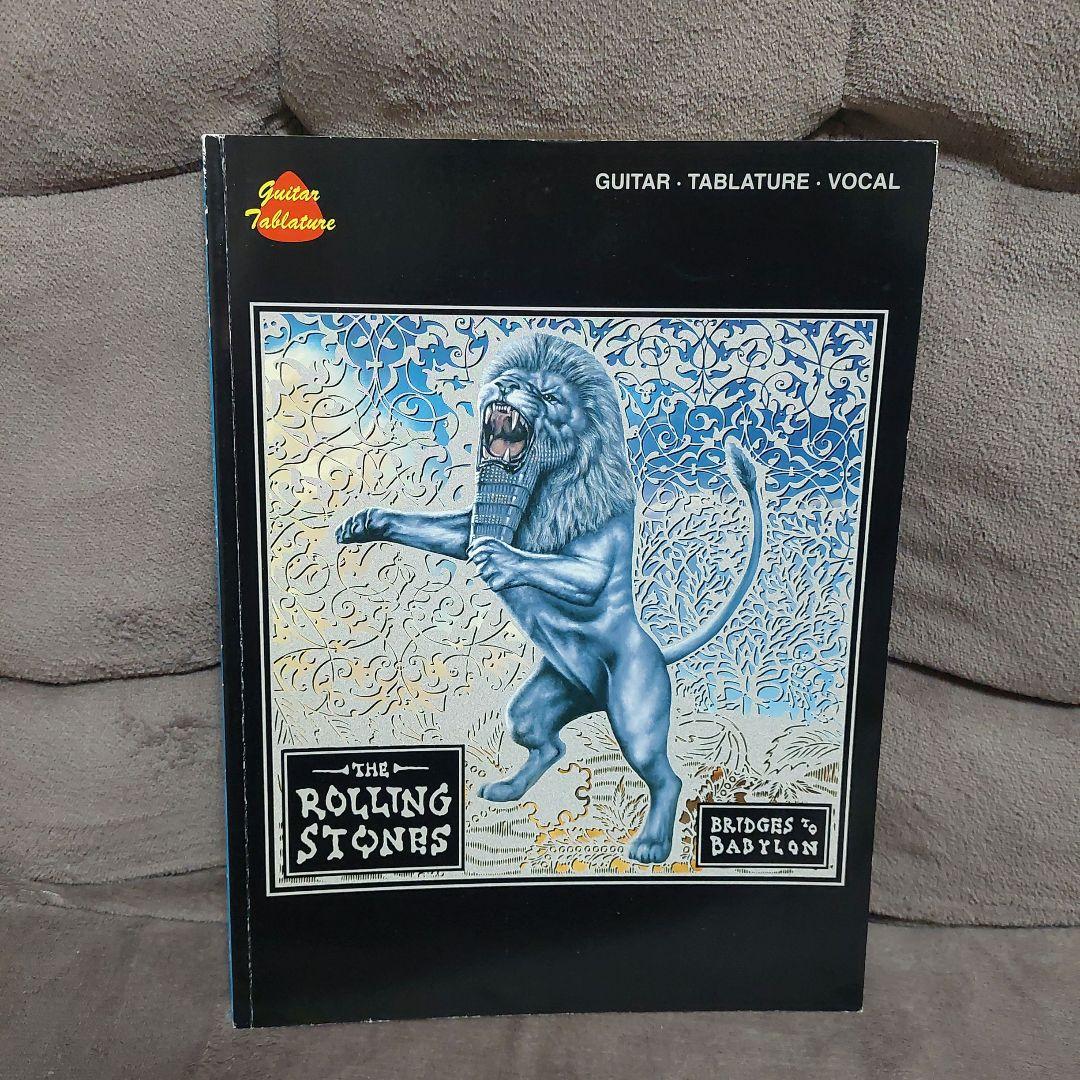 Guitar
Tablature
GUITAR · TABLATURE · VOCAL
THE
ROLLING
STONES
BRIDGES TO
BABYLON